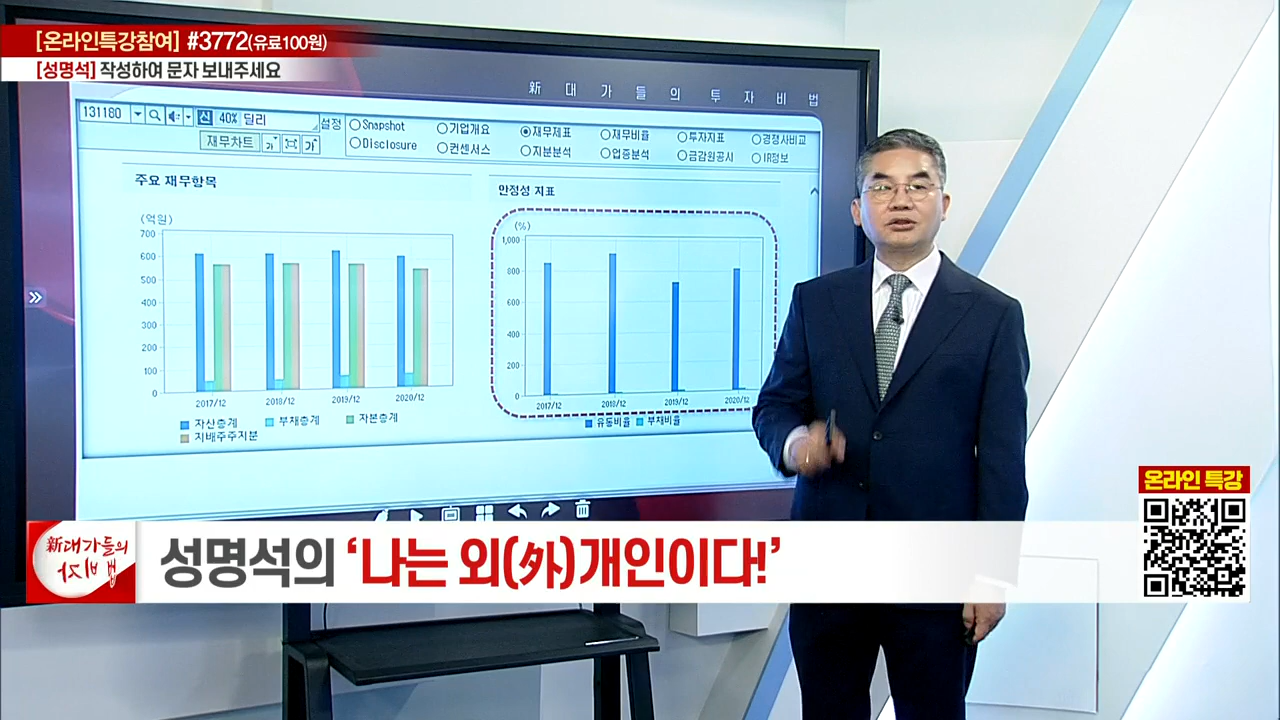 [온라인특강참여] #3772(유료100원)
[성명석] 작성하여 문자 보내주세요
新 대 가 들 의 투 자 비 법
131180 신 40% 딜리 설정
Snapshot 기업개요 재무제표 재무비율 투자지표 경쟁사비교
Disclosure 컨센서스 지분분석 업종분석 금감원공시 IR정보
재무차트 가 가
주요 재무항목
(억원)
700
600
500
400
300
200
100
0
2017/12 2018/12 2019/12 2020/12
자산총계 부채총계 자본총계
지배주주지분
안정성 지표
(%)
1,000
800
600
400
200
0
2017/12 2018/12 2019/12 2020/12
유동비율 부채비율
온라인 특강
新대가들의
성명석의 ‘나는 외(外)개인이다!’